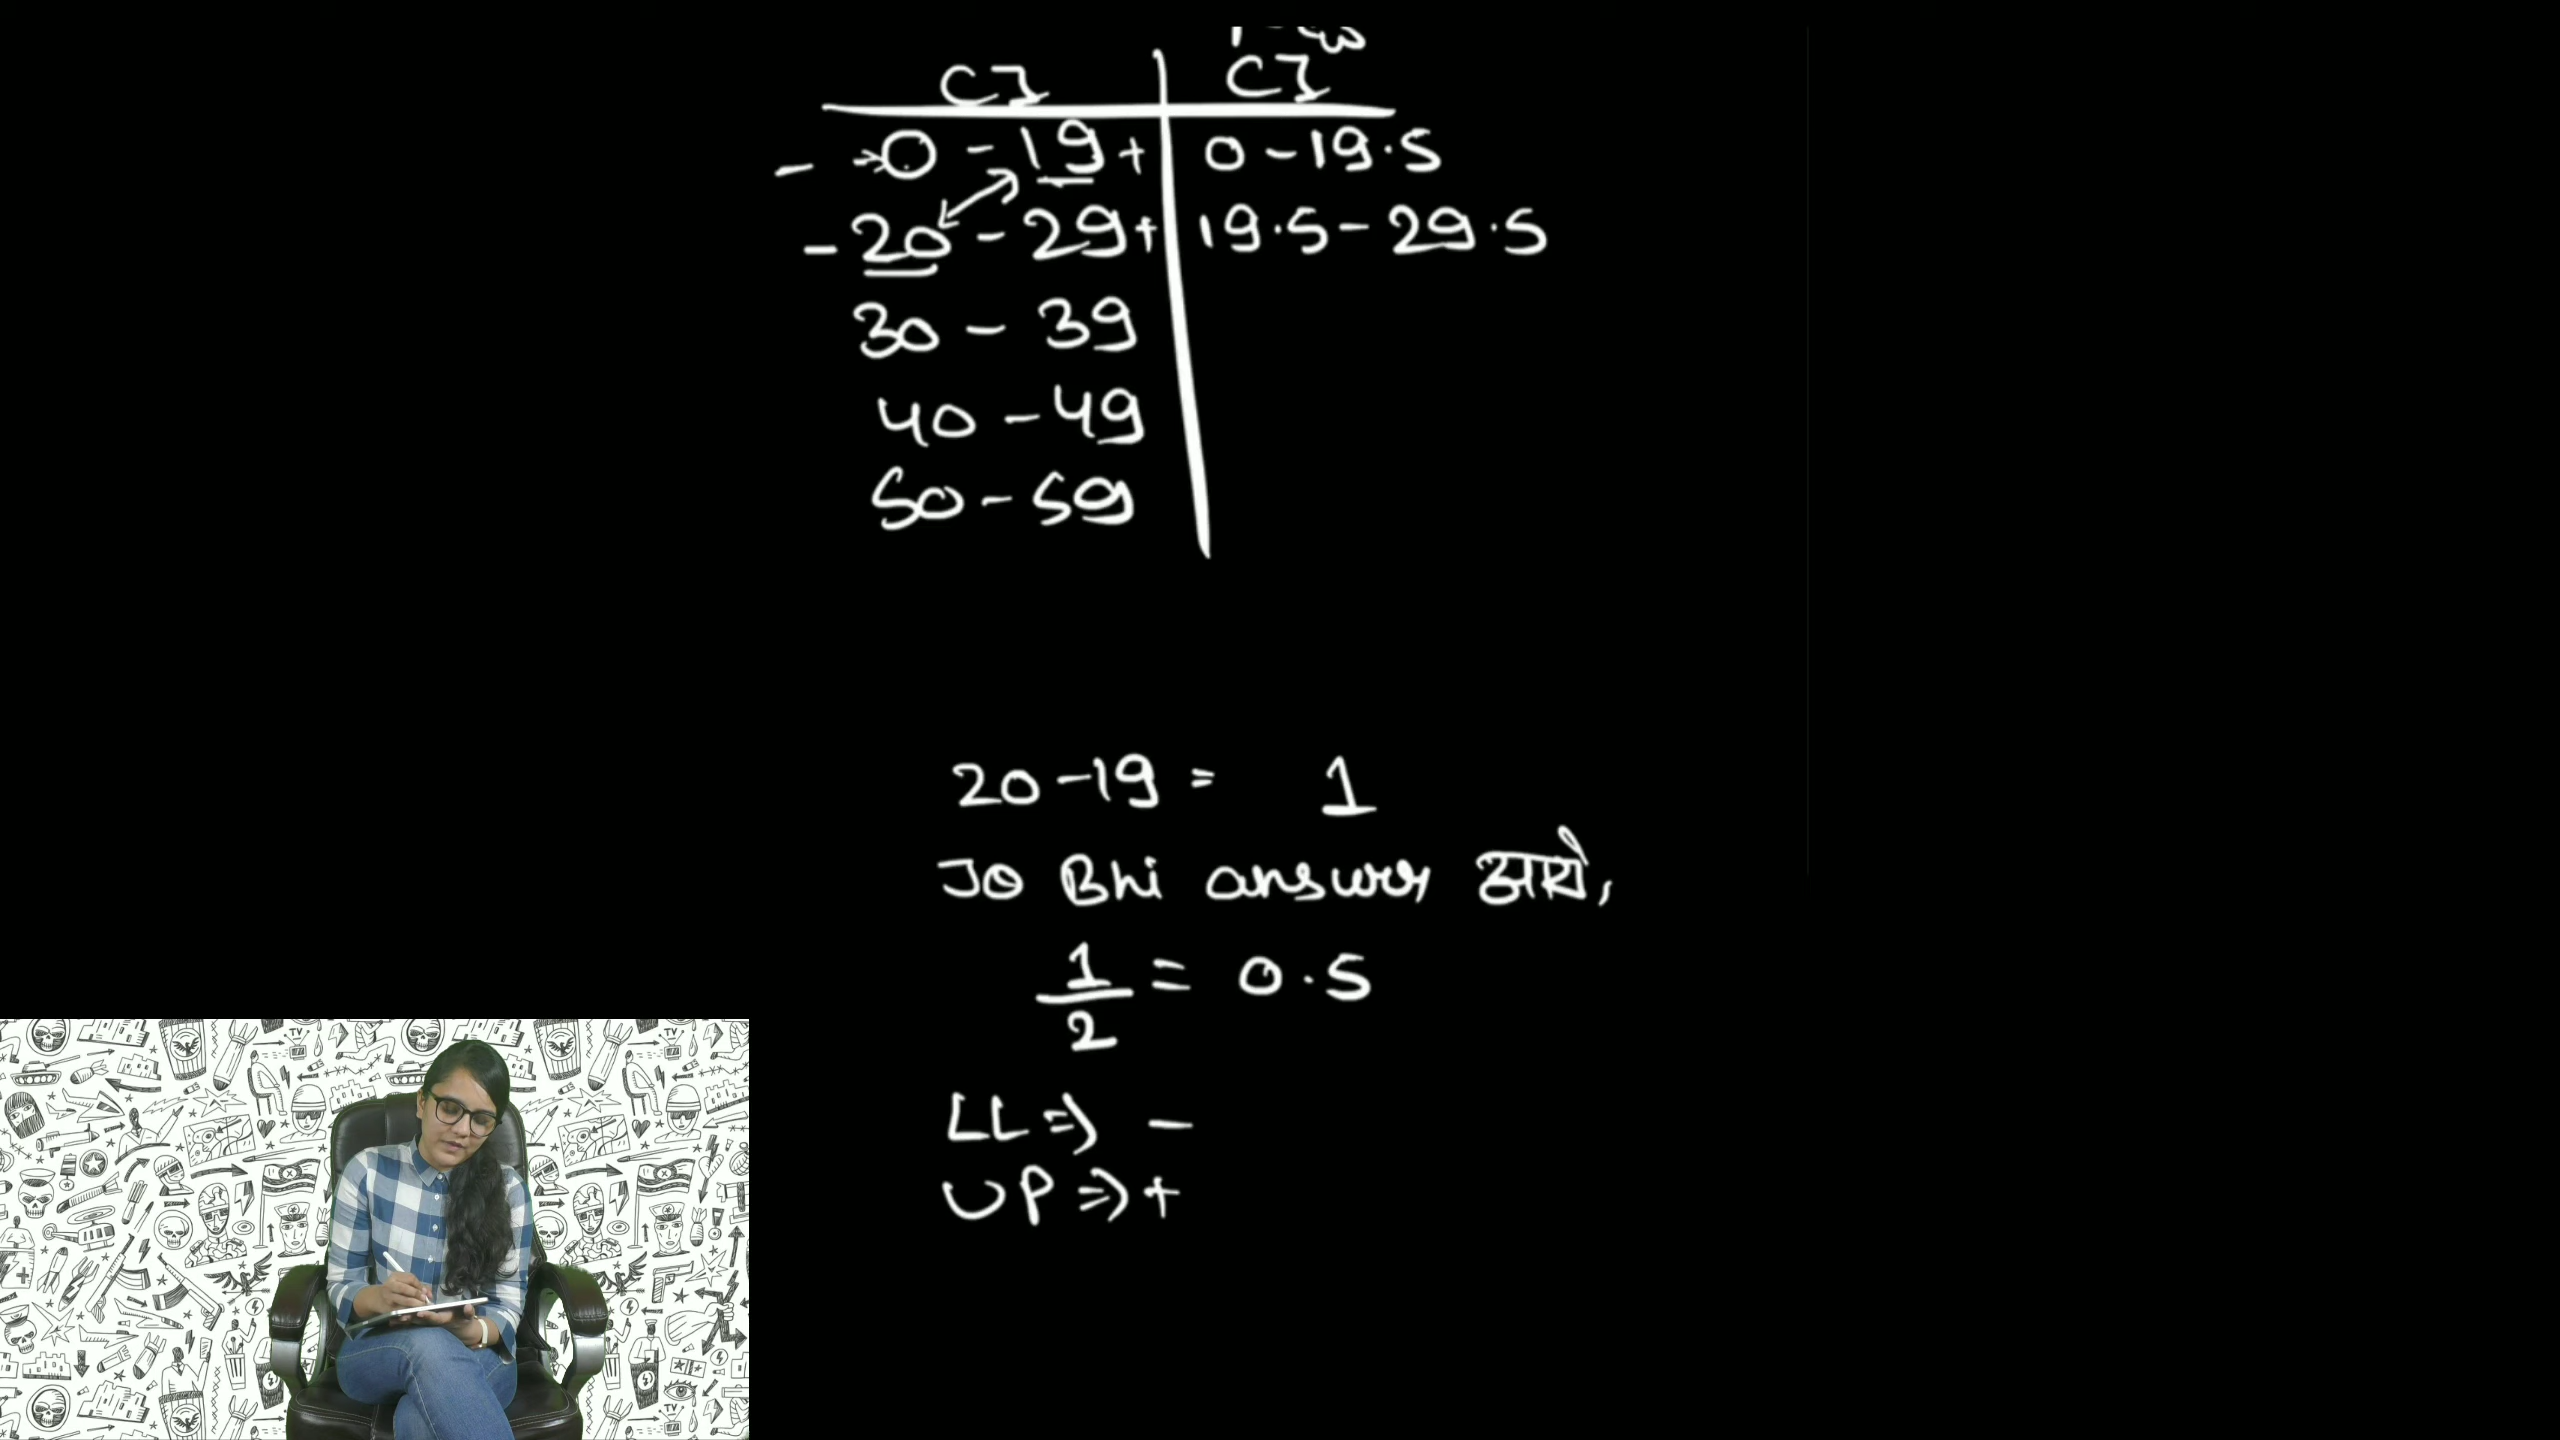 CI CI
- 0 - 19 + 0 - 19.5
- 20 - 29 + 19.5 - 29.5
30 - 39
40 - 49
50 - 59
20 - 19 = 1
Jo Bhi answer आये,
1/2 = 0.5
LL => -
UP => +